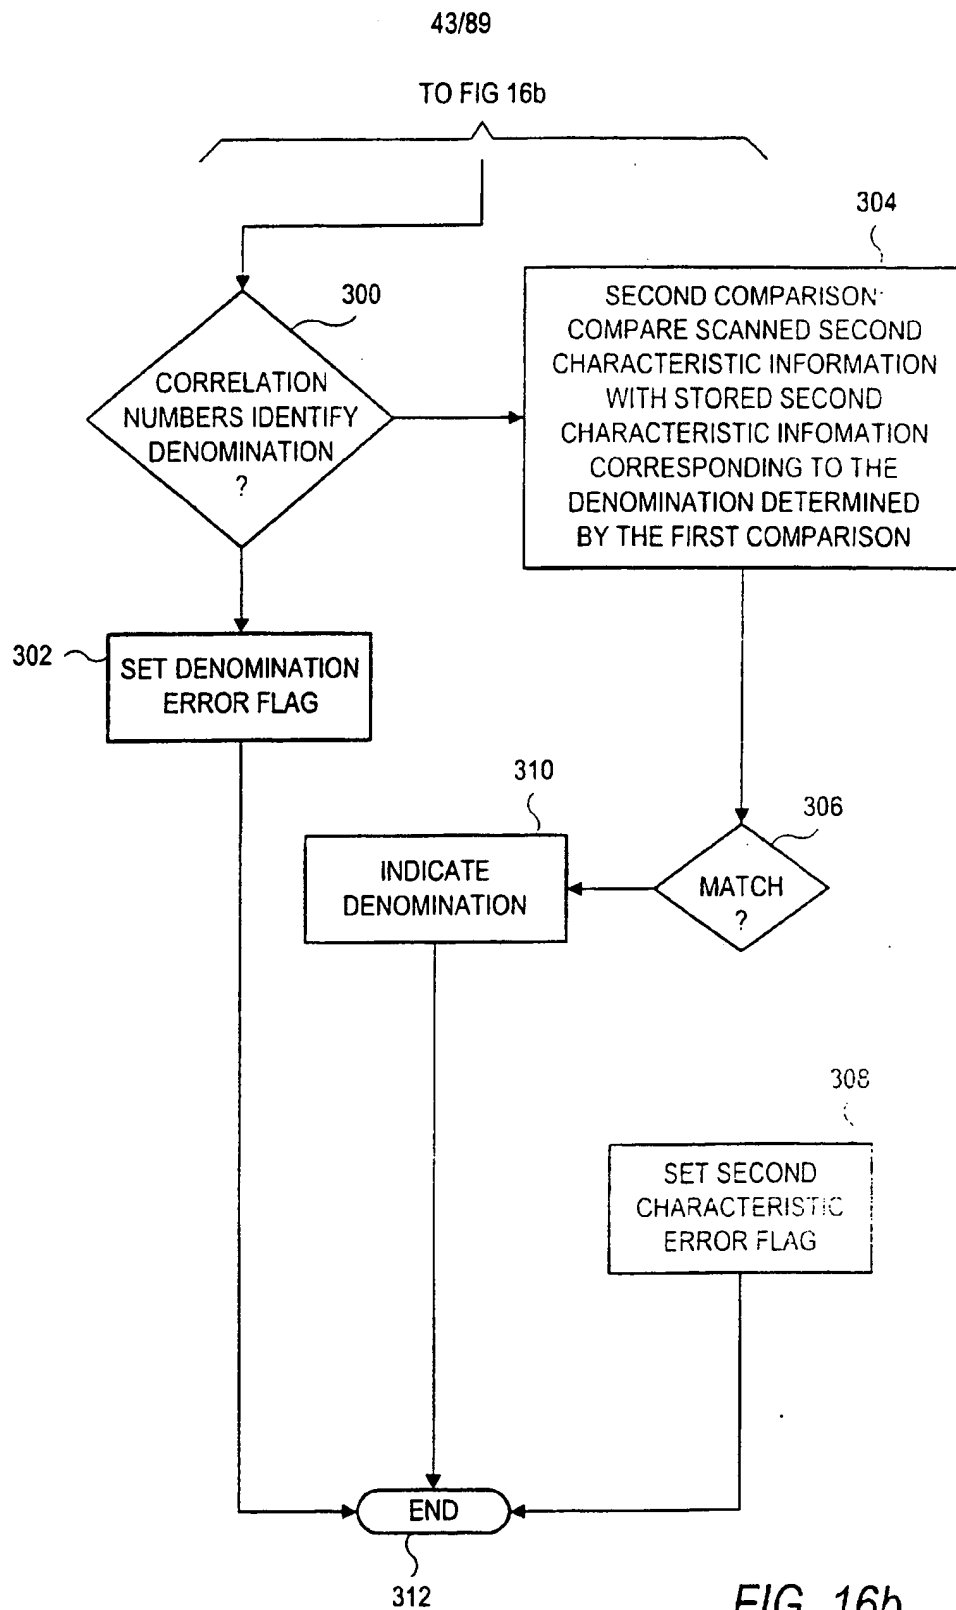 43/89
TO FIG 16b
300
CORRELATION
NUMBERS IDENTIFY
DENOMINATION
?
304
SECOND COMPARISON:
COMPARE SCANNED SECOND
CHARACTERISTIC INFORMATION
WITH STORED SECOND
CHARACTERISTIC INFOMATION
CORRESPONDING TO THE
DENOMINATION DETERMINED
BY THE FIRST COMPARISON
302
SET DENOMINATION
ERROR FLAG
310
INDICATE
DENOMINATION
306
MATCH
?
308
SET SECOND
CHARACTERISTIC
ERROR FLAG
END
312
FIG. 16b